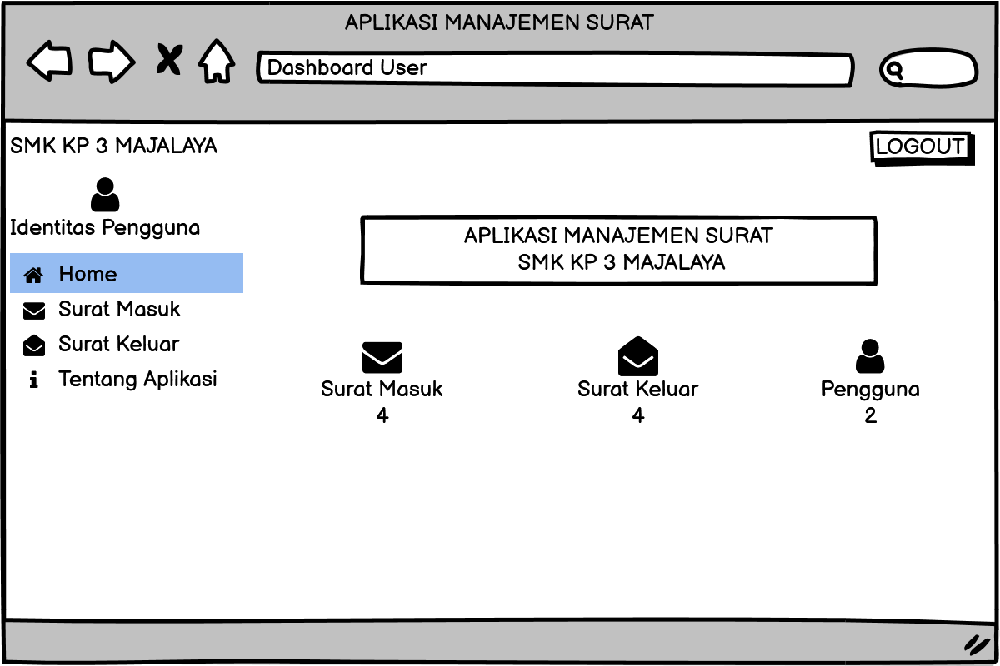 APLIKASI MANAJEMEN SURAT
Dashboard User
SMK KP 3 MAJALAYA
LOGOUT
Identitas Pengguna
Home
Surat Masuk
Surat Keluar
Tentang Aplikasi
APLIKASI MANAJEMEN SURAT
SMK KP 3 MAJALAYA
Surat Masuk
4
Surat Keluar
4
Pengguna
2